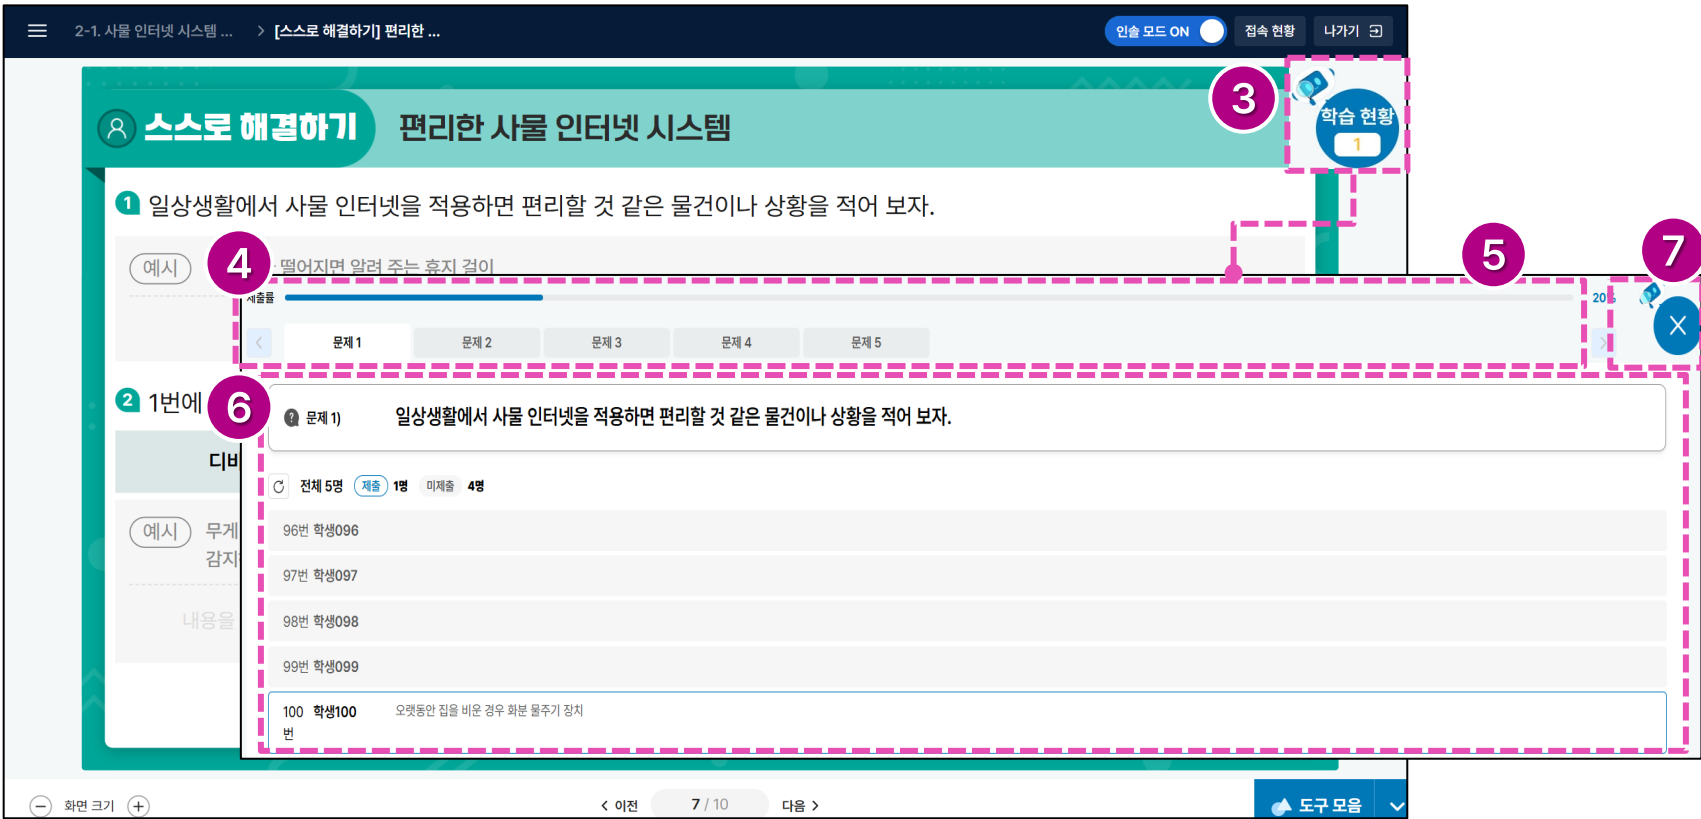 2-1. 사물 인터넷 시스템 ... > [스스로 해결하기] 편리한 ...
인솔 모드 ON 접속 현황 나가기
3
학습 현황
1
스스로 해결하기 편리한 사물 인터넷 시스템
1 일상생활에서 사물 인터넷을 적용하면 편리할 것 같은 물건이나 상황을 적어 보자.
예시 떨어지면 알려 주는 휴지 걸이
4
5
7
제출률 20%
문제 1 문제 2 문제 3 문제 4 문제 5
2 1번에
6
문제 1) 일상생활에서 사물 인터넷을 적용하면 편리할 것 같은 물건이나 상황을 적어 보자.
전체 5명 제출 1명 미제출 4명
96번 학생096
97번 학생097
98번 학생098
99번 학생099
100번 학생100 오랫동안 집을 비운 경우 화분 물주기 장치
예시 무게
감지
내용을
화면 크기
< 이전 7 / 10 다음 >
도구 모음